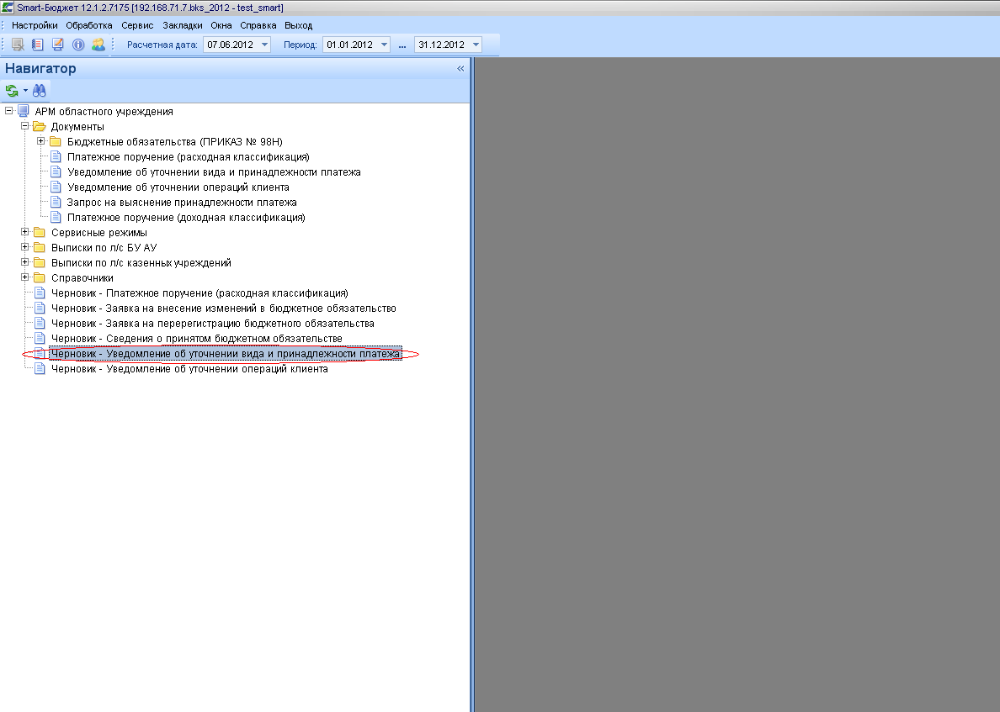 Smart-Бюджет 12.1.2.7175 [192.168.71.7.bks_2012 - test_smart]
Настройки Обработка Сервис Закладки Окна Справка Выход
Расчетная дата: 07.06.2012 Период: 01.01.2012 ... 31.12.2012
Навигатор
АРМ областного учреждения
Документы
Бюджетные обязательства (ПРИКАЗ № 98Н)
Платежное поручение (расходная классификация)
Уведомление об уточнении вида и принадлежности платежа
Уведомление об уточнении операций клиента
Запрос на выяснение принадлежности платежа
Платежное поручение (доходная классификация)
Сервисные режимы
Выписки по л/с БУ АУ
Выписки по л/с казенных учреждений
Справочники
Черновик - Платежное поручение (расходная классификация)
Черновик - Заявка на внесение изменений в бюджетное обязательство
Черновик - Заявка на перерегистрацию бюджетного обязательства
Черновик - Сведения о принятом бюджетном обязательстве
Черновик - Уведомление об уточнении вида и принадлежности платежа
Черновик - Уведомление об уточнении операций клиента